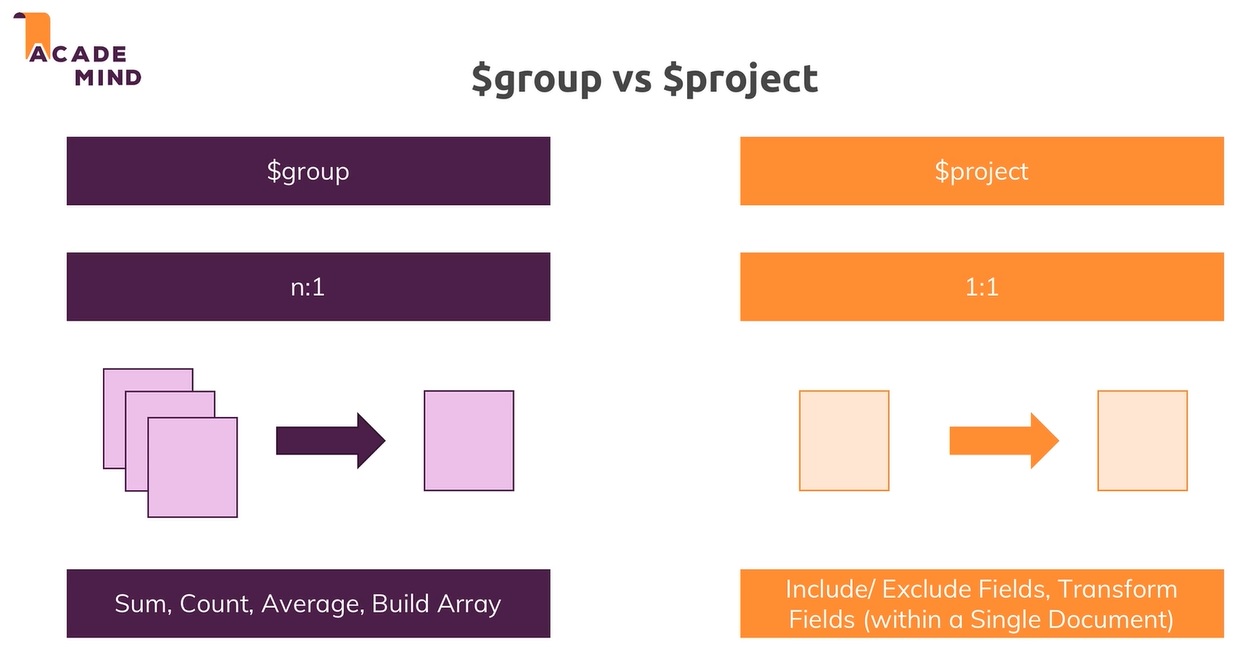 ACADE
MIND
$group vs $project
$group
$project
n:1
1:1
Sum, Count, Average, Build Array
Include/ Exclude Fields, Transform
Fields (within a Single Document)